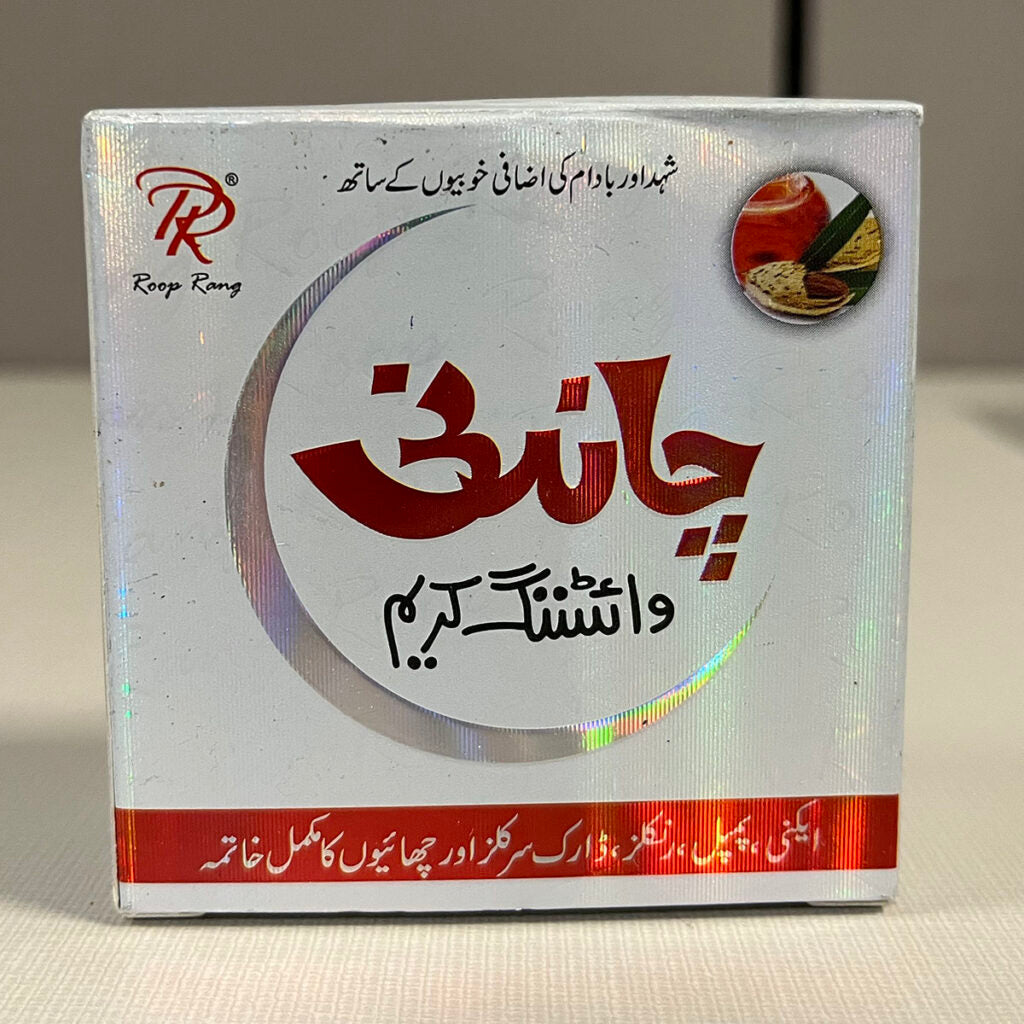 شہد اور بادام کی اضافی خوبیوں کے ساتھ
R ®
Roop Rang
چاندنی
وائٹننگ کریم
ایکنی، پمپل، رنکلز، ڈارک سرکلز اور چھائیوں کا مکمل خاتمہ